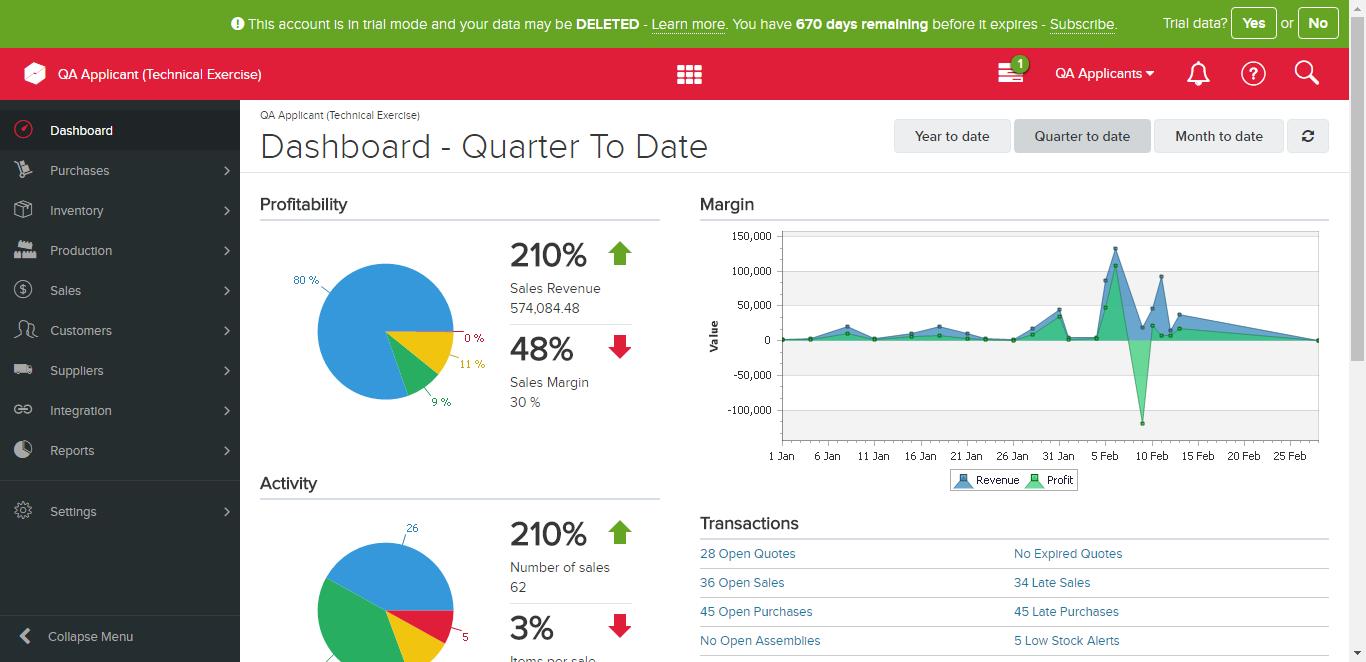 This account is in trial mode and your data may be DELETED - Learn more. You have 670 days remaining before it expires - Subscribe.
Trial data? Yes or No
QA Applicant (Technical Exercise)
1
QA Applicants
?
Dashboard
Purchases
Inventory
Production
Sales
Customers
Suppliers
Integration
Reports
Settings
Collapse Menu
QA Applicant (Technical Exercise)
Dashboard - Quarter To Date
Year to date
Quarter to date
Month to date
Profitability
80 %
0 %
11 %
9 %
210%
Sales Revenue
574,084.48
48%
Sales Margin
30 %
Margin
Value
150,000
100,000
50,000
0
-50,000
-100,000
1 Jan 6 Jan 11 Jan 16 Jan 21 Jan 26 Jan 31 Jan 5 Feb 10 Feb 15 Feb 20 Feb 25 Feb
Revenue Profit
Activity
26
5
210%
Number of sales
62
3%
Items per sale
Transactions
28 Open Quotes
No Expired Quotes
36 Open Sales
34 Late Sales
45 Open Purchases
45 Late Purchases
No Open Assemblies
5 Low Stock Alerts